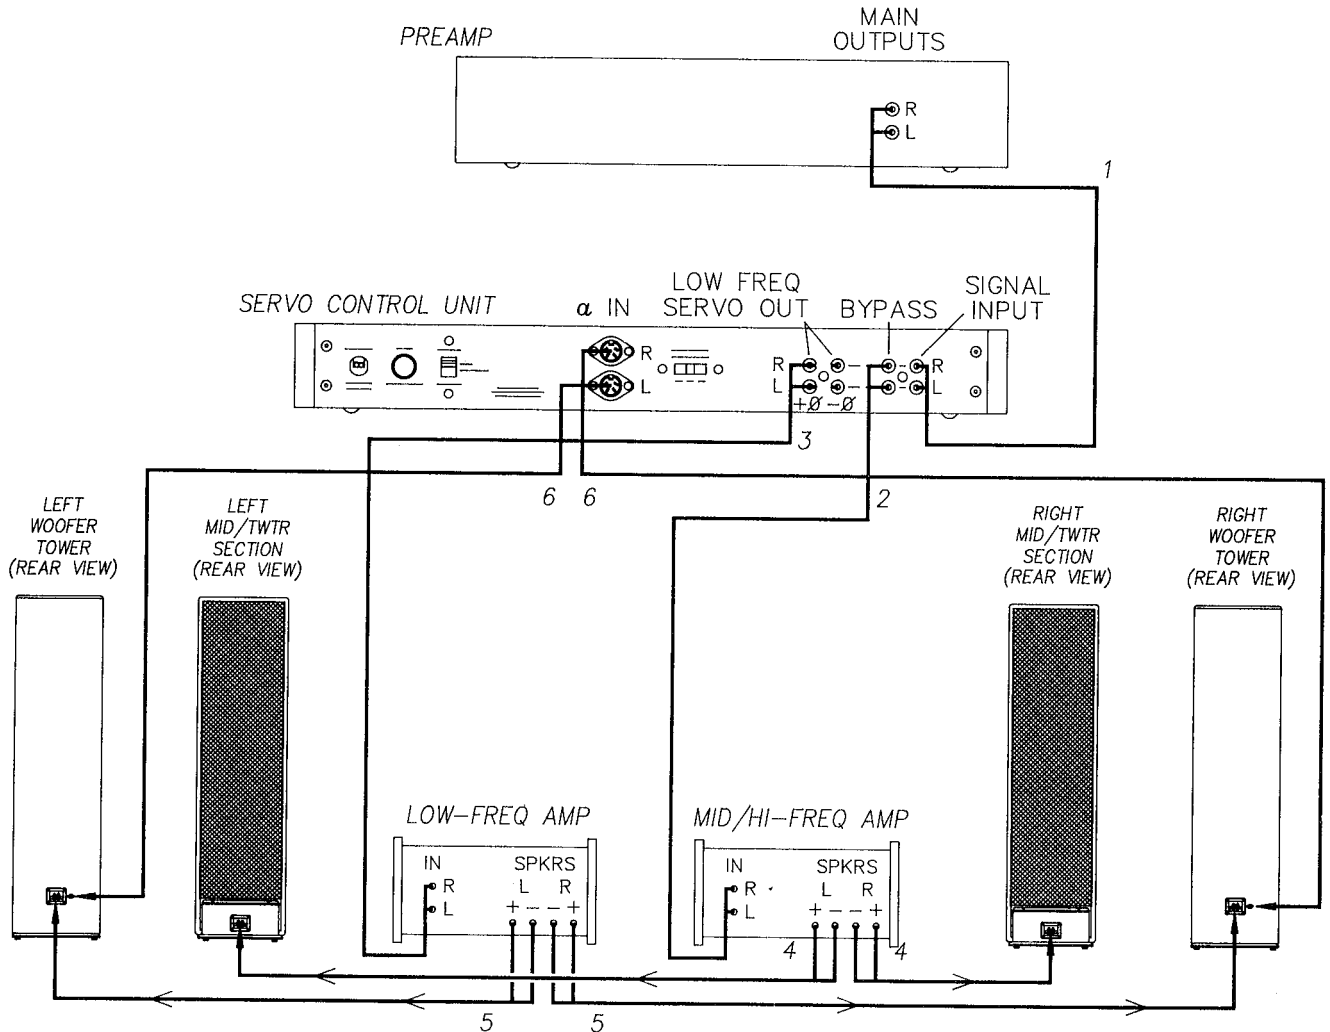 PREAMP
MAIN
OUTPUTS
R
L
1
SERVO CONTROL UNIT
α IN
LOW FREQ
SERVO OUT
BYPASS
SIGNAL
INPUT
R
L
R
L
R
L
+Ø -Ø
3
6
6
2
LEFT
WOOFER
TOWER
(REAR VIEW)
LEFT
MID/TWTR
SECTION
(REAR VIEW)
RIGHT
MID/TWTR
SECTION
(REAR VIEW)
RIGHT
WOOFER
TOWER
(REAR VIEW)
LOW-FREQ AMP
IN
R
L
SPKRS
L R
+ - - +
MID/HI-FREQ AMP
IN
R
L
SPKRS
L R
+ - - +
4
4
5
5